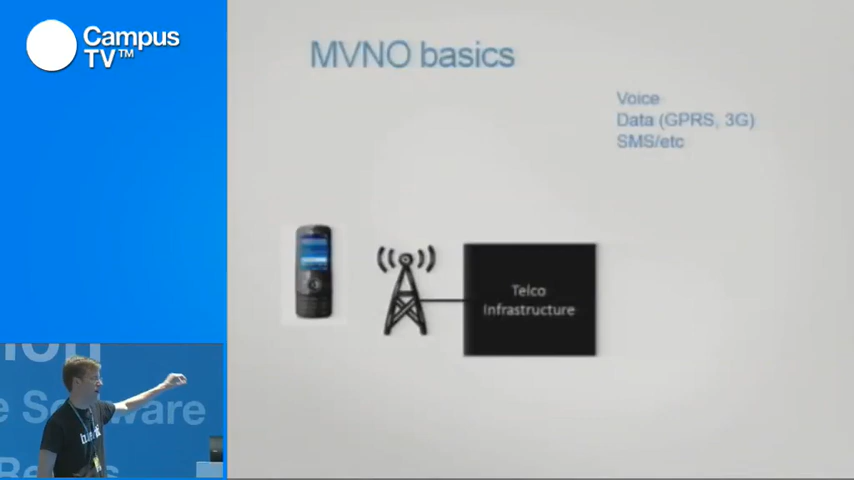 Campus
TV™
MVNO basics
Voice
Data (GPRS, 3G)
SMS/etc
Telco
Infrastructure